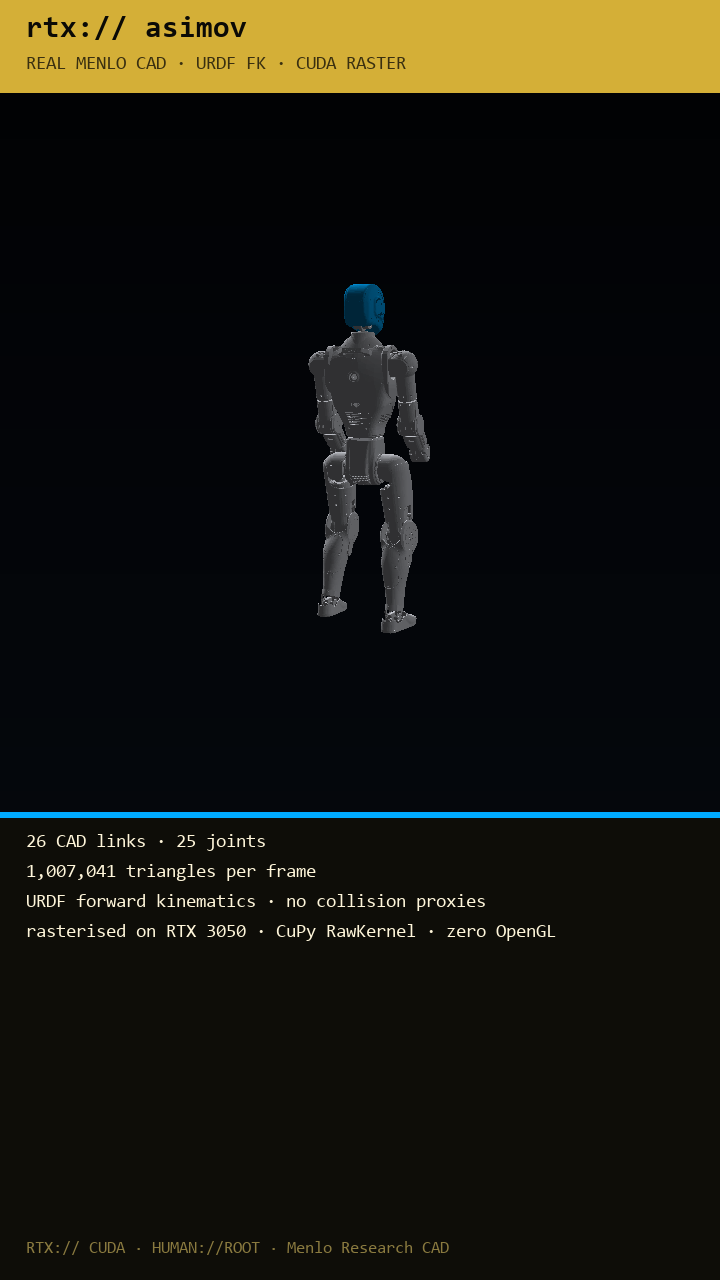 rtx:// asimov
REAL MENLO CAD · URDF FK · CUDA RASTER
26 CAD links · 25 joints
1,007,041 triangles per frame
URDF forward kinematics · no collision proxies
rasterised on RTX 3050 · CuPy RawKernel · zero OpenGL
RTX:// CUDA · HUMAN://ROOT · Menlo Research CAD